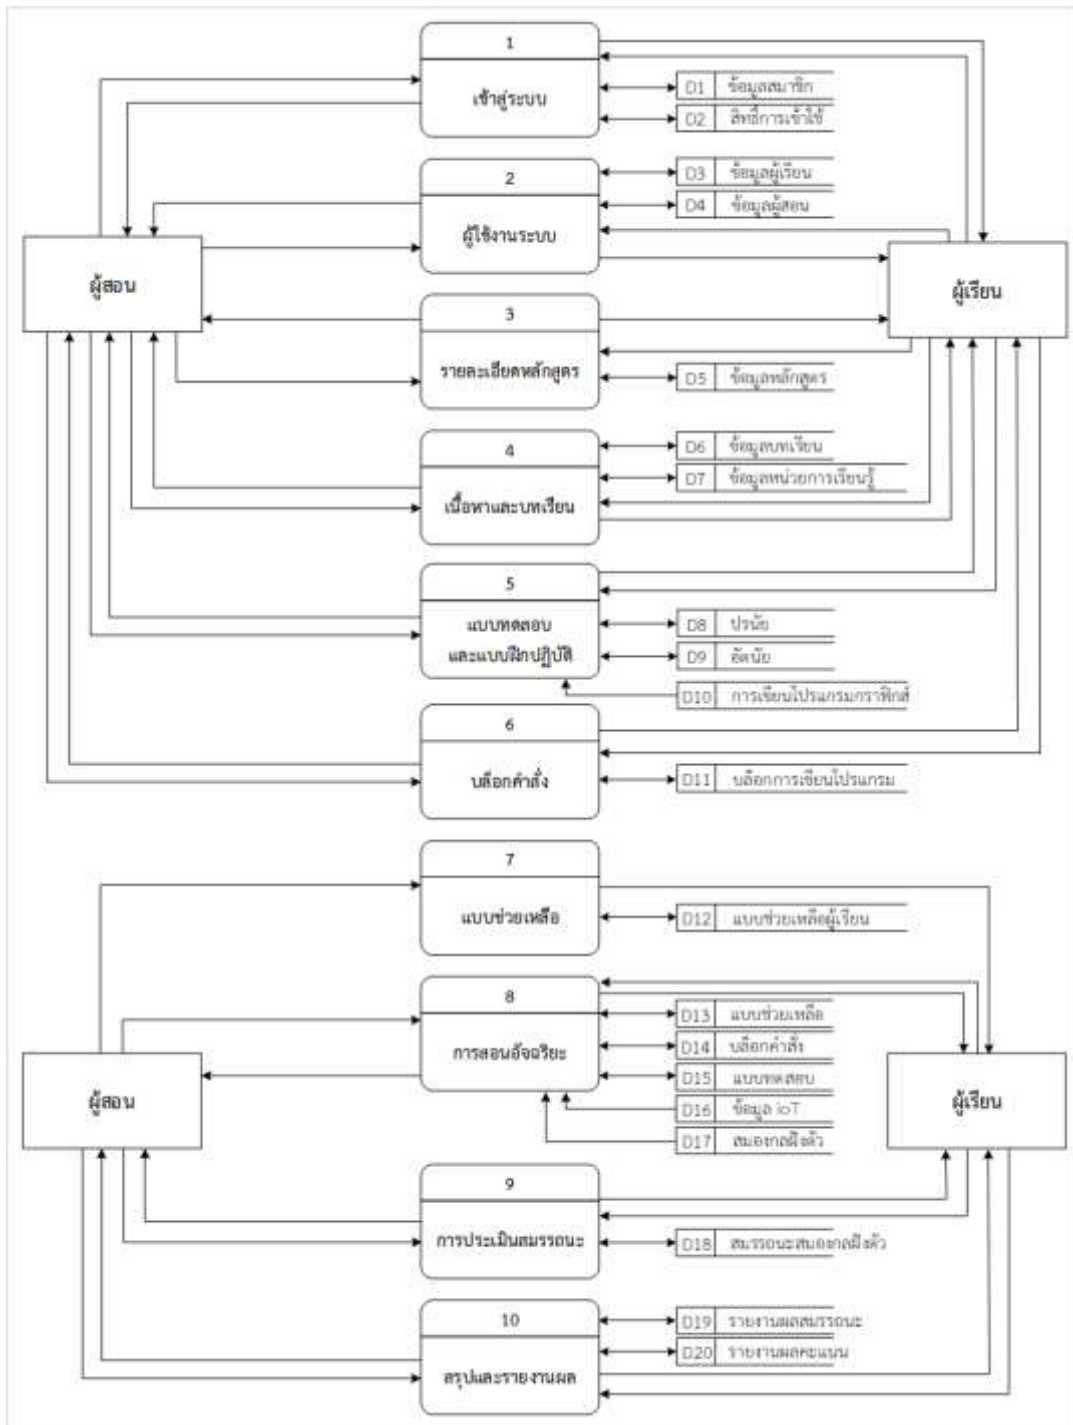 1
เข้าสู่ระบบ
D1 ข้อมูลสมาชิก
D2 สิทธิ์การเข้าใช้
2
ผู้ใช้งานระบบ
D3 ข้อมูลผู้เรียน
D4 ข้อมูลผู้สอน
ผู้สอน
ผู้เรียน
3
รายละเอียดหลักสูตร
D5 ข้อมูลหลักสูตร
4
เนื้อหาและบทเรียน
D6 ข้อมูลบทเรียน
D7 ข้อมูลหน่วยการเรียนรู้
5
แบบทดสอบ
และแบบฝึกปฏิบัติ
D8 ปรนัย
D9 อัตนัย
D10 การเขียนโปรแกรมกราฟิกส์
6
บล็อกคำสั่ง
D11 บล็อกการเขียนโปรแกรม
7
แบบช่วยเหลือ
D12 แบบช่วยเหลือผู้เรียน
8
การสอนอัจฉริยะ
D13 แบบช่วยเหลือ
D14 บล็อกคำสั่ง
D15 แบบทดสอบ
D16 ข้อมูล ioT
D17 สมองกลฝังตัว
ผู้สอน
ผู้เรียน
9
การประเมินสมรรถนะ
D18 สมรรถนะสมองกลฝังตัว
10
สรุปและรายงานผล
D19 รายงานผลสมรรถนะ
D20 รายงานผลคะแนน